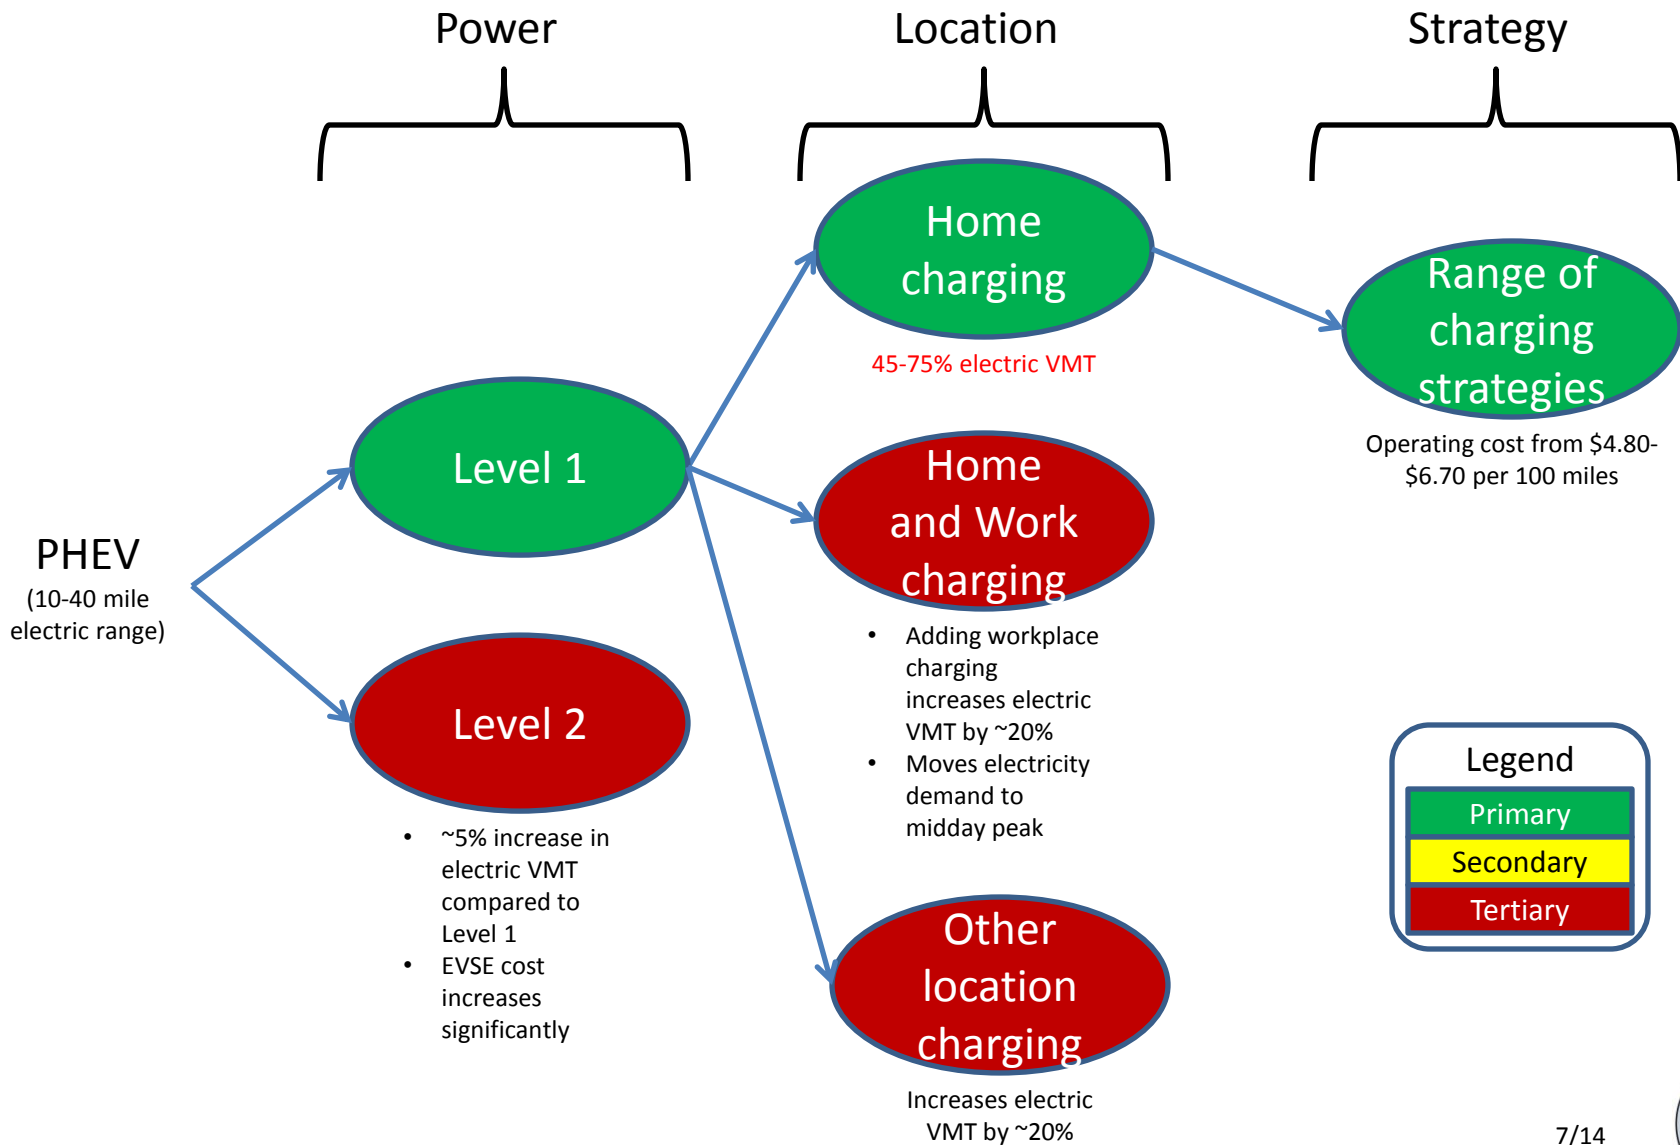 Power
Location
Strategy
Home
charging
45-75% electric VMT
Range of
charging
strategies
Operating cost from $4.80-
$6.70 per 100 miles
Level 1
Home
and Work
charging
• Adding workplace
charging
increases electric
VMT by ~20%
• Moves electricity
demand to
midday peak
PHEV
(10-40 mile
electric range)
Level 2
• ~5% increase in
electric VMT
compared to
Level 1
• EVSE cost
increases
significantly
Other
location
charging
Increases electric
VMT by ~20%
Legend
Primary
Secondary
Tertiary
7/14